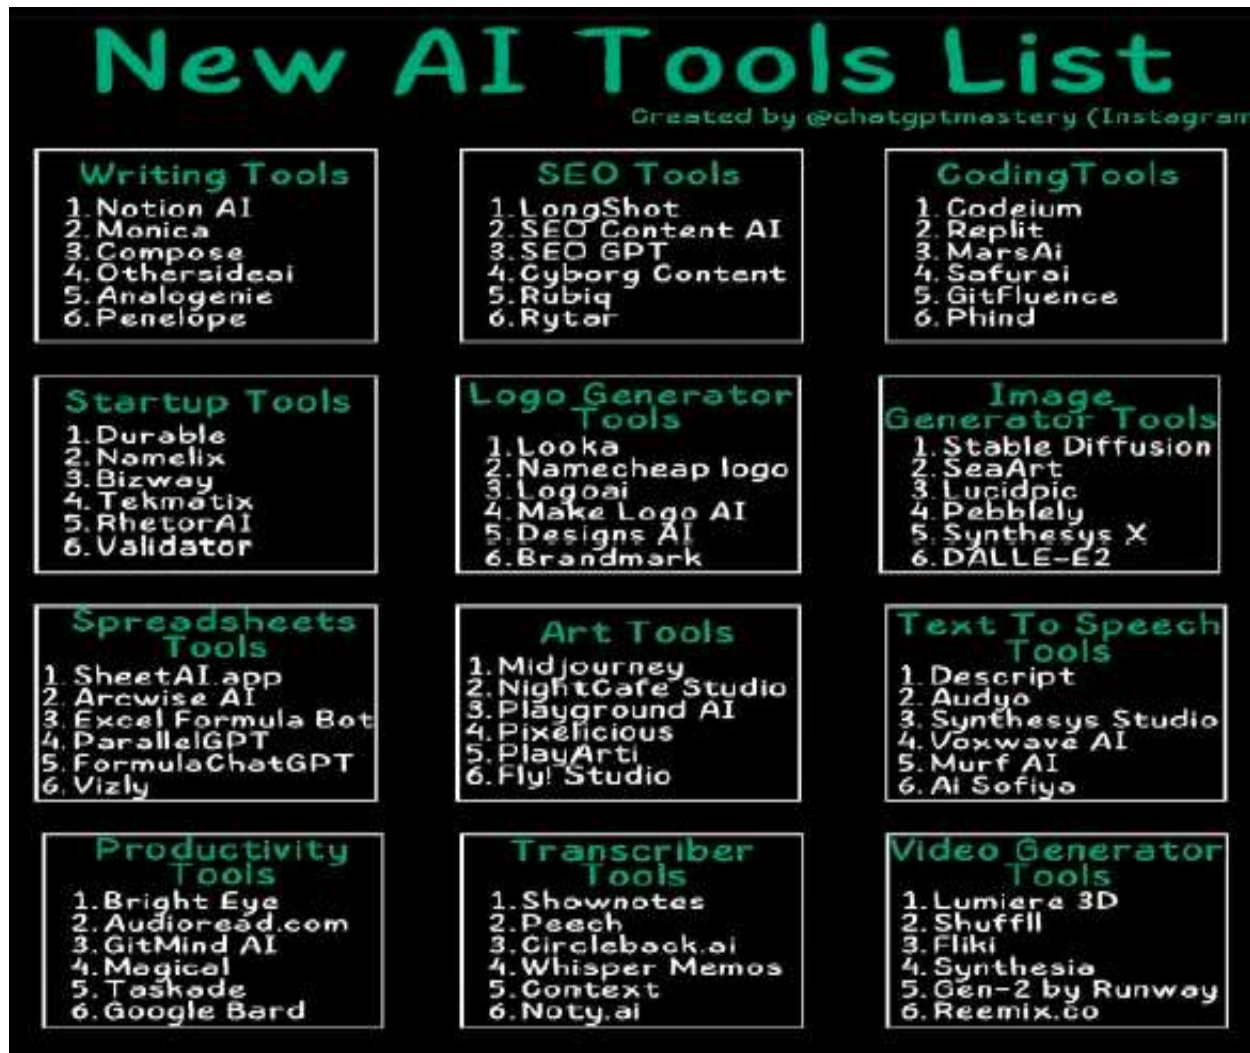 New AI Tools List
Created by @chatgptmastery (Instagram
Writing Tools
1. Notion AI
2. Monica
3. Compose
4. Othersideai
5. Analogenie
6. Penelope
SEO Tools
1. LongShot
2. SEO Content AI
3. SEO GPT
4. Cyborg Content
5. Rubiq
6. Rytar
CodingTools
1. Codeium
2. Replit
3. MarsAi
4. Safurai
5. GitFluence
6. Phind
Startup Tools
1. Durable
2. Namelix
3. Bizway
4. Tekmatix
5. RhetorAI
6. Validator
Logo Generator
Tools
1. Looka
2. Namecheap logo
3. Logoai
4. Make Logo AI
5. Designs AI
6. Brandmark
Image
Generator Tools
1. Stable Diffusion
2. SeaArt
3. Lucidpic
4. Pebblely
5. Synthesys X
6. DALLE-E2
Spreadsheets
Tools
1. SheetAI.app
2. Arcwise AI
3. Excel Formula Bot
4. ParallelGPT
5. FormulaChatGPT
6. Vizly
Art Tools
1. Midjourney
2. NightCafe Studio
3. Playground AI
4. Pixelicious
5. PlayArti
6. Fly! Studio
Text To Speech
Tools
1. Descript
2. Audyo
3. Synthesys Studio
4. Voxwave AI
5. Murf AI
6. Ai Sofiya
Productivity
Tools
1. Bright Eye
2. Audioread.com
3. GitMind AI
4. Magical
5. Taskade
6. Google Bard
Transcriber
Tools
1. Shownotes
2. Peech
3. Circleback.ai
4. Whisper Memos
5. Context
6. Noty.ai
Video Generator
Tools
1. Lumiere 3D
2. Shuffll
3. Fliki
4. Synthesia
5. Gen-2 by Runway
6. Reemix.co